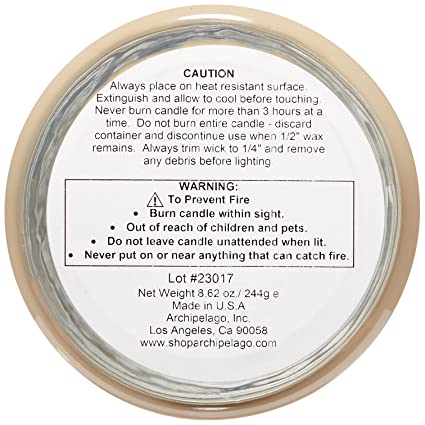 CAUTION
Always place on heat resistant surface.
Extinguish and allow to cool before touching.
Never burn candle for more than 3 hours at a
time. Do not burn entire candle - discard
container and discontinue use when 1/2" wax
remains. Always trim wick to 1/4" and remove
any debris before lighting
WARNING:
⚠ To Prevent Fire
• Burn candle within sight.
• Out of reach of children and pets.
• Do not leave candle unattended when lit.
• Never put on or near anything that can catch fire.
Lot #23017
Net Weight 8.62 oz./ 244g e
Made in U.S.A
Archipelago, Inc.
Los Angeles, Ca 90058
www.shoparchipelago.com